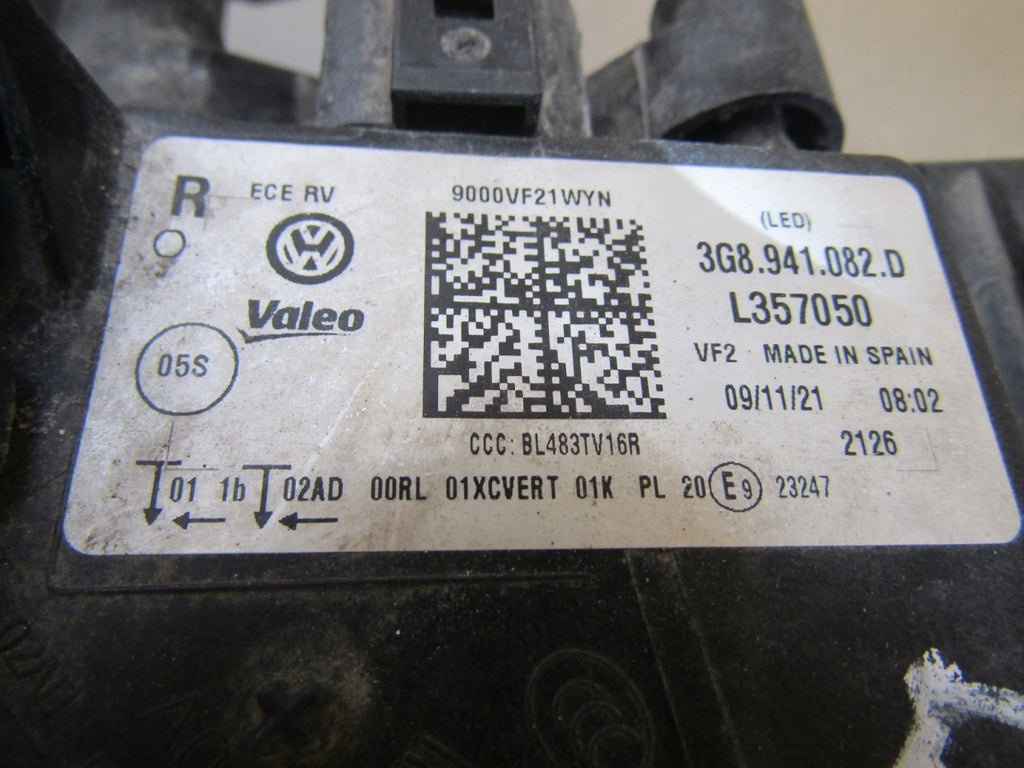 R
ECE RV
VW
Valeo
05S
9000VF21WYN
CCC: BL483TV16R
(LED)
3G8.941.082.D
L357050
VF2 MADE IN SPAIN
09/11/21 08:02
2126
01 1b 02AD 00RL 01XCVERT 01K PL 20 E9 23247